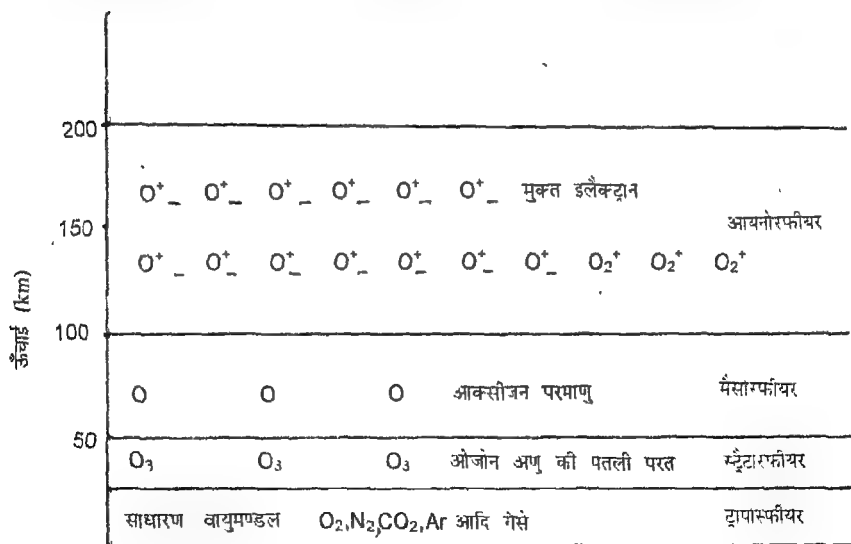 200
O⁺_ O⁺_ O⁺_ O⁺_ O⁺_ O⁺_ मुक्त इलैक्ट्रान
150 आयनोस्फीयर
O⁺_ O⁺_ O⁺_ O⁺_ O⁺_ O⁺_ O⁺_ O₂⁺ O₂⁺ O₂⁺
ऊँचाई (km)
100
O O O आक्सीजन परमाणु मैसोस्फीयर
50
O₃ O₃ O₃ ओजोन अणु की पतली परत स्ट्रैटास्फीयर
साधारण वायुमण्डल O₂,N₂,CO₂,Ar आदि गैसे ट्रापास्फीयर